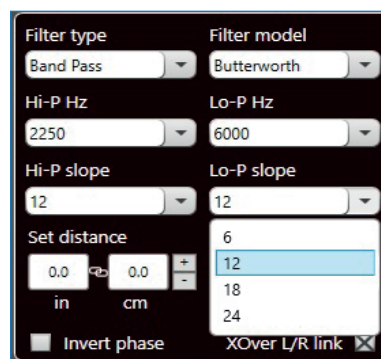 Filter type Filter model
Band Pass Butterworth
Hi-P Hz Lo-P Hz
2250 6000
Hi-P slope Lo-P slope
12 12
Set distance 6
12
0.0 0.0 + -
18
in cm
24
Invert phase XOver L/R link